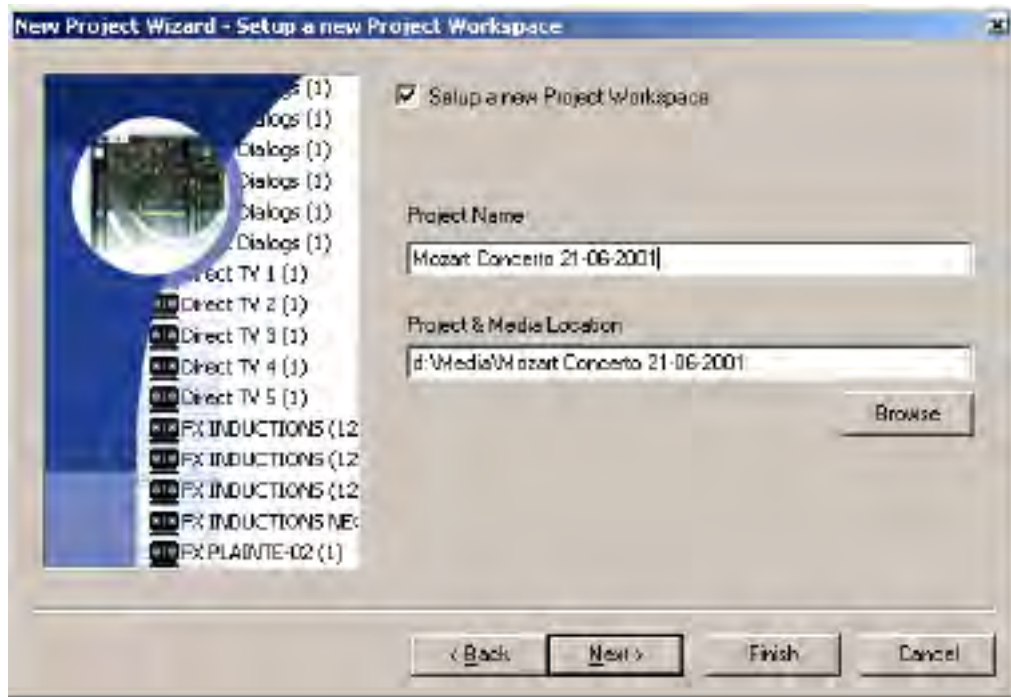 New Project Wizard - Setup a new Project Workspace
(1)
logs (1)
Dialogs (1)
Dialogs (1)
Dialogs (1)
Dialogs (1)
ect TV 1 (1)
Direct TV 2 (1)
Direct TV 3 (1)
Direct TV 4 (1)
Direct TV 5 (1)
FX INDUCTIONS (12
FX INDUCTIONS (12
FX INDUCTIONS (12
FX INDUCTIONS NE
FX PLAINTE-02 (1)
Setup a new Project Workspace
Project Name
Mozart Concerto 21-06-2001
Project & Media Location
d:\Media\Mozart Concerto 21-06-2001
Browse
< Back
Next >
Finish
Cancel